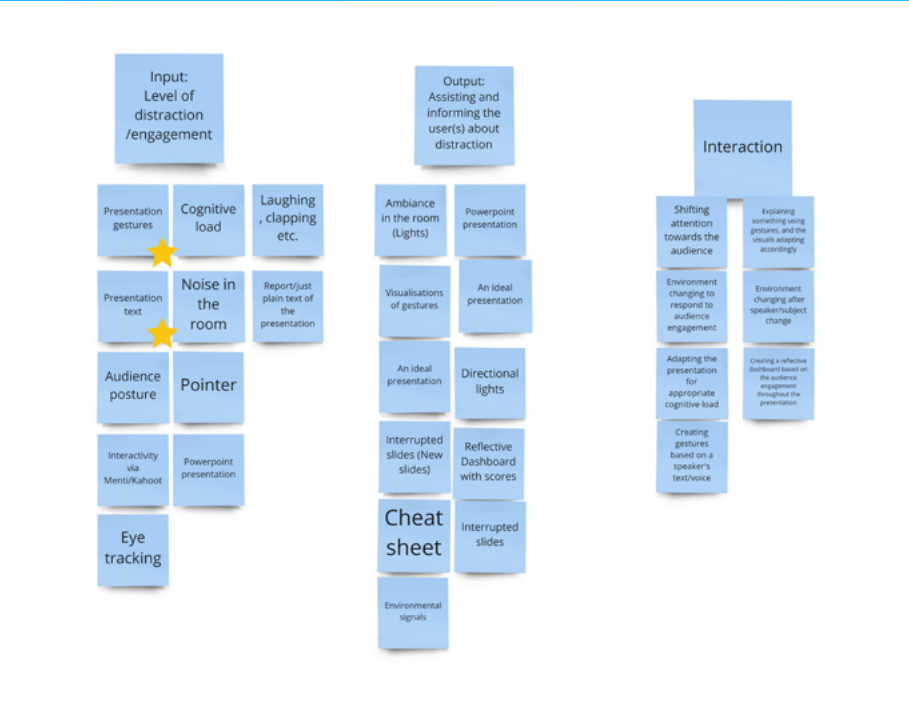 Input:
Level of
distraction
/engagement
Presentation
gestures
Cognitive
load
Laughing
, clapping
etc.
Presentation
text
Noise in
the
room
Report/just
plain text of
the
presentation
Audience
posture
Pointer
Interactivity
via
Menti/Kahoot
Powerpoint
presentation
Eye
tracking
Output:
Assisting and
informing the
user(s) about
distraction
Ambiance
in the room
(Lights)
Powerpoint
presentation
Visualisations
of gestures
An ideal
presentation
An ideal
presentation
Directional
lights
Interrupted
slides (New
slides)
Reflective
Dashboard
with scores
Cheat
sheet
Interrupted
slides
Environmental
signals
Interaction
Shifting
attention
towards the
audience
Explaining
something using
gestures, and the
visuals adapting
accordingly
Environment
changing to
respond to
audience
engagement
Environment
changing after
speaker/subject
change
Adapting the
presentation
for
appropriate
cognitive load
Creating a reflective
dashboard based on
the audience
engagement
throughout the
presentation
Creating
gestures
based on a
speaker's
text/voice